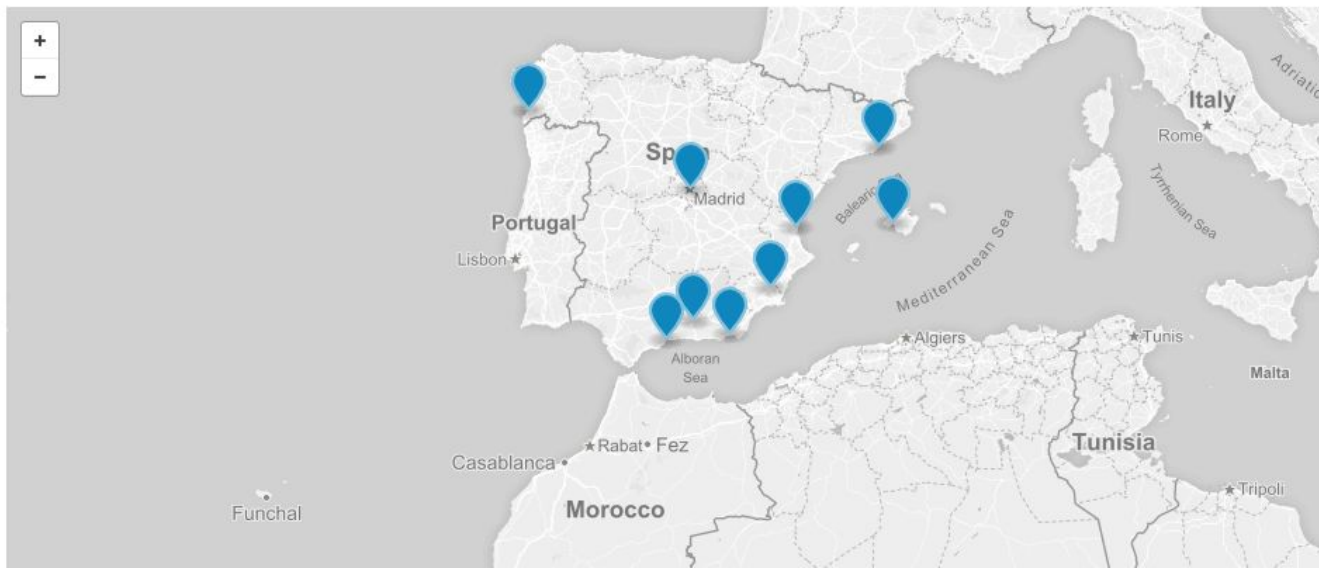 +
−
Adriatic
Italy
Rome
Spain
Madrid
Balearic Sea
Tyrrhenian Sea
Portugal
Lisbon
Mediterranean Sea
Algiers
Tunis
Alboran
Sea
Malta
Rabat
Fez
Casablanca
Tunisia
Tripoli
Funchal
Morocco